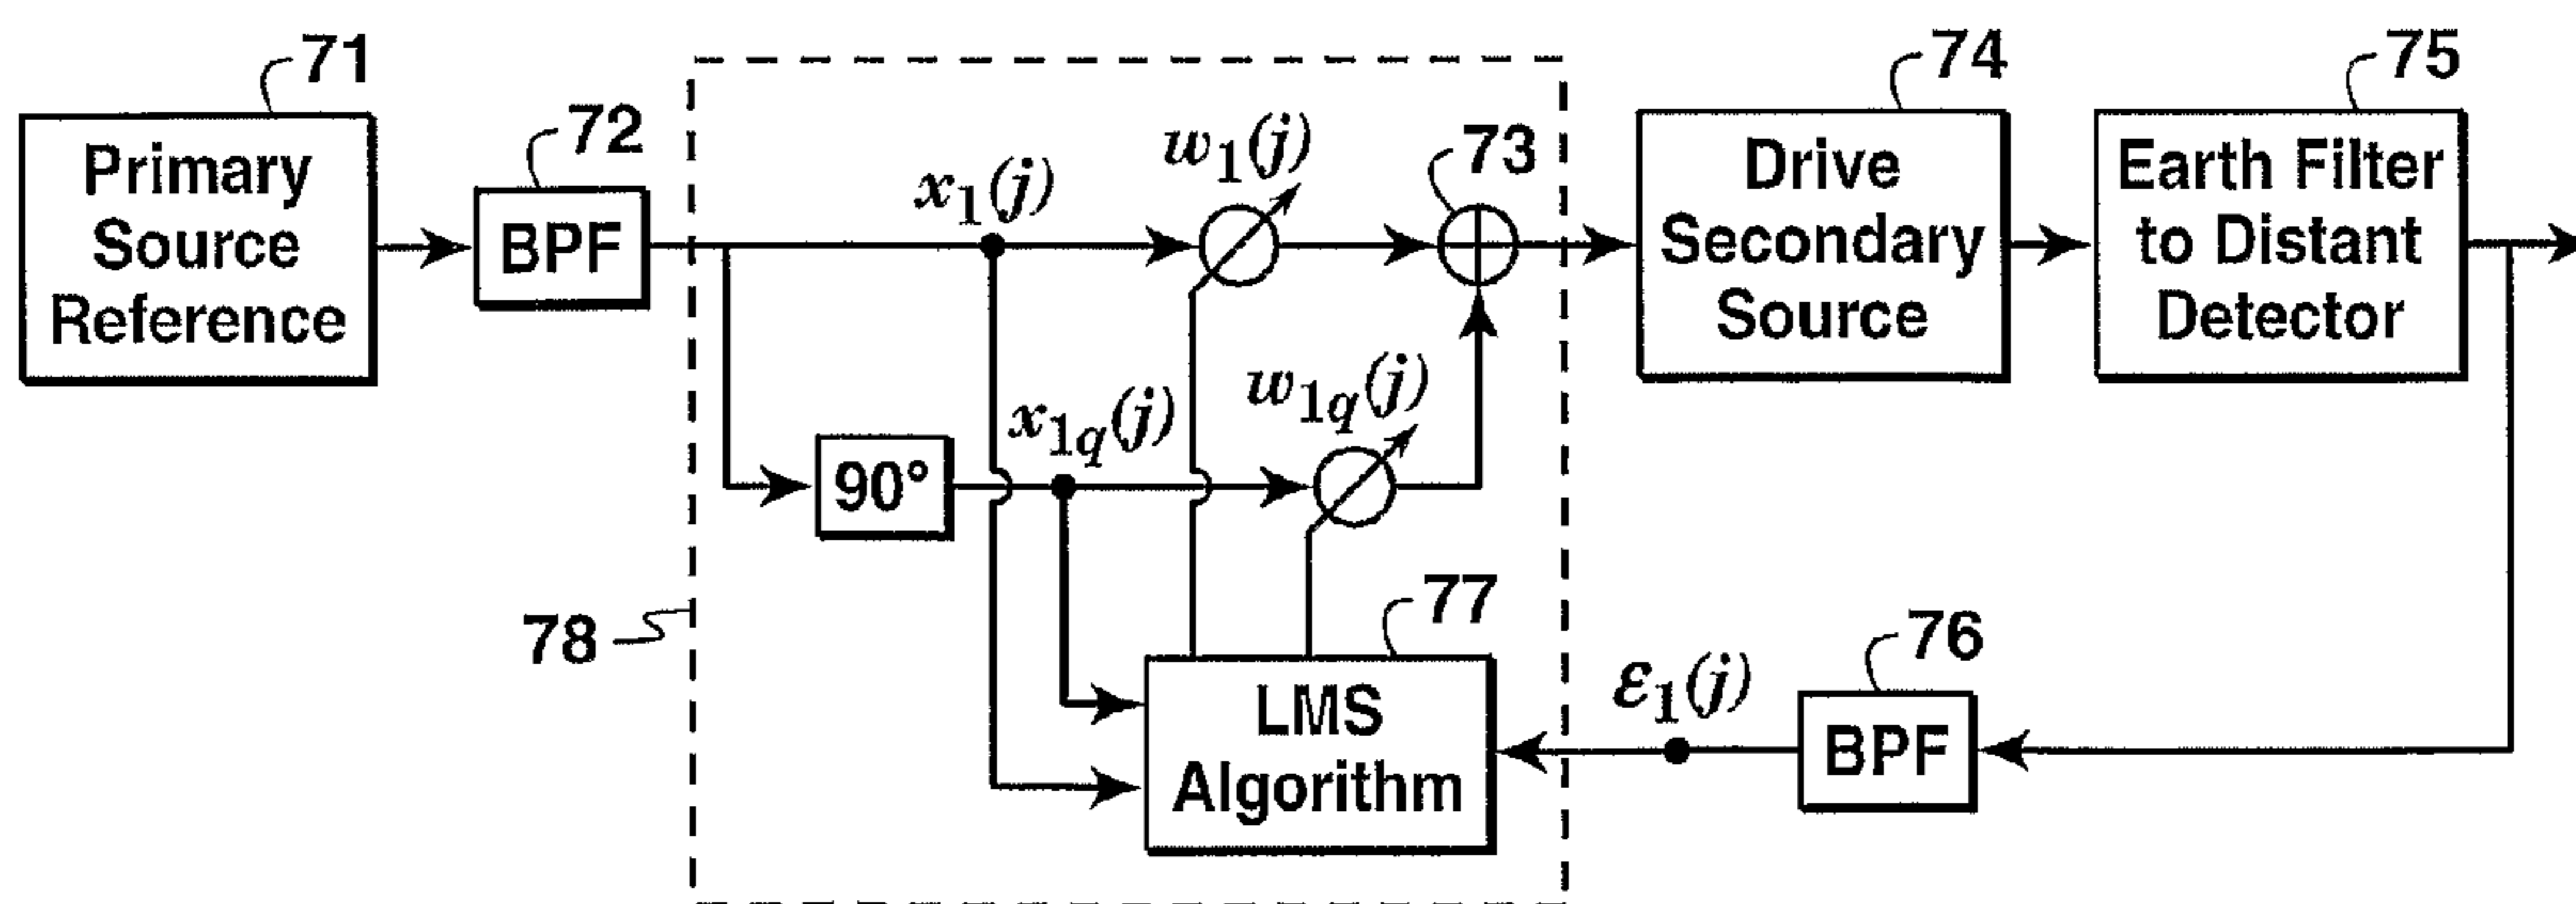 71
Primary
Source
Reference
72
BPF
x1(j)
w1(j)
73
74
Drive
Secondary
Source
75
Earth Filter
to Distant
Detector
90°
x1q(j)
w1q(j)
78
77
LMS
Algorithm
ε1(j)
76
BPF